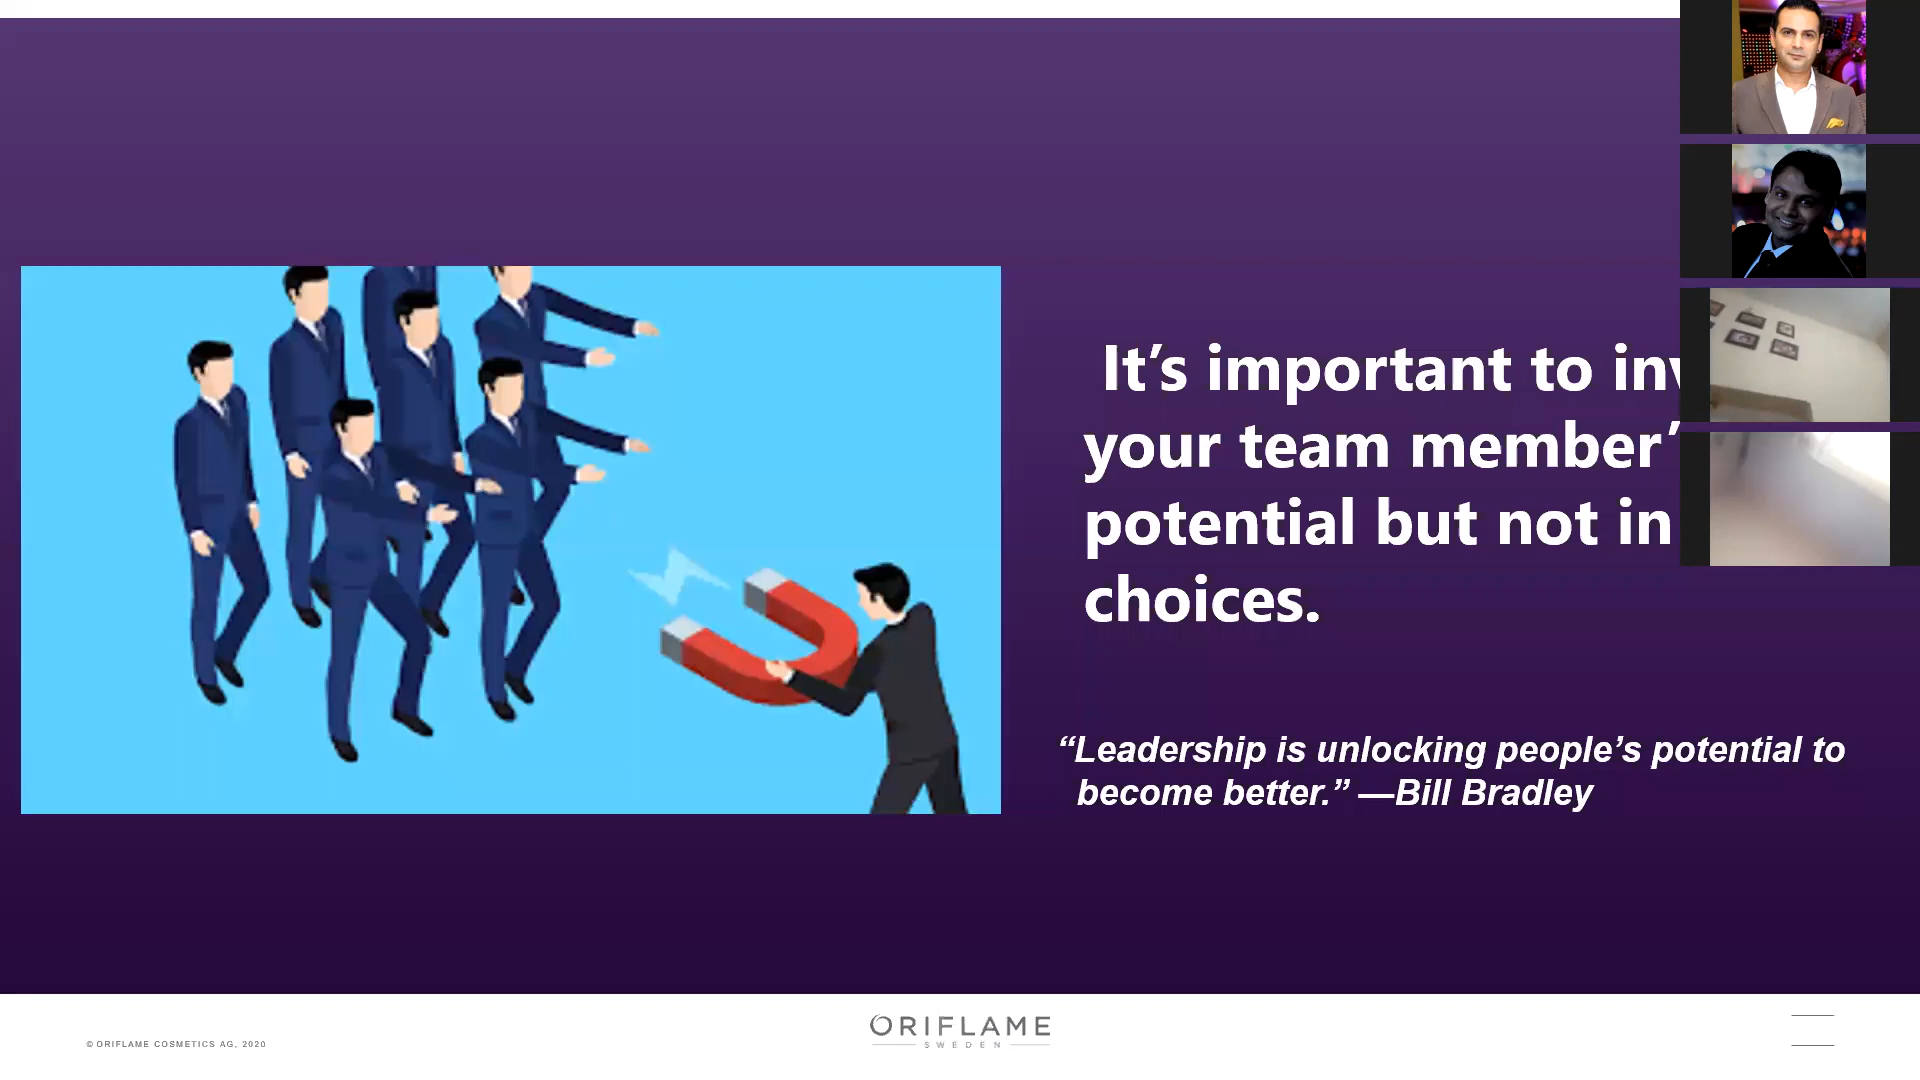 It’s important to
your team member’
potential but not in
choices.
“Leadership is unlocking people’s potential to
become better.” —Bill Bradley
© ORIFLAME COSMETICS AG, 2020
ORIFLAME
SWEDEN